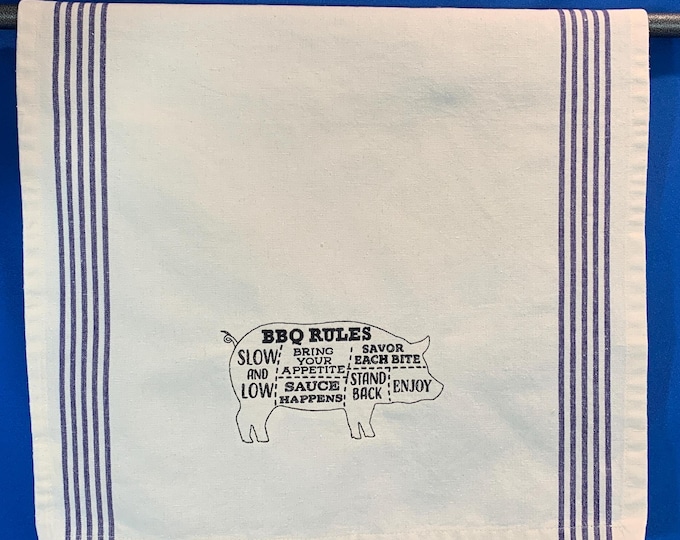 BBQ RULES
SLOW
AND
LOW
BRING
YOUR
APPETITE
SAVOR
EACH BITE
SAUCE
HAPPENS
STAND
BACK
ENJOY